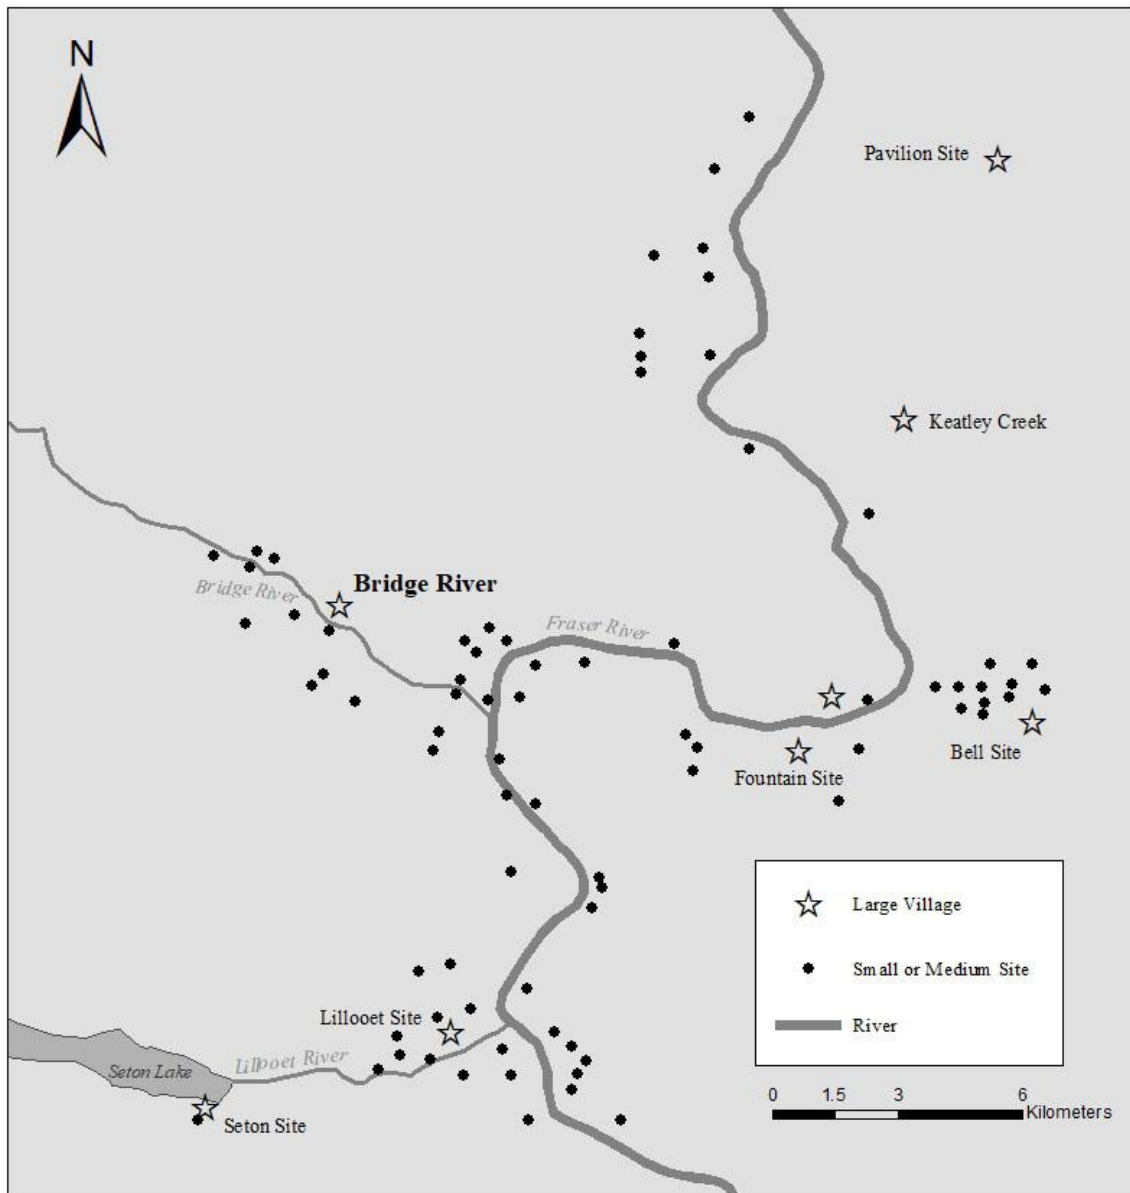 N
Pavilion Site
Keatley Creek
Bridge River
Bridge River
Fraser River
Bell Site
Fountain Site
Large Village
Small or Medium Site
River
Lillooet Site
Lillooet River
Seton Lake
Seton Site
0 1.5 3 6
Kilometers